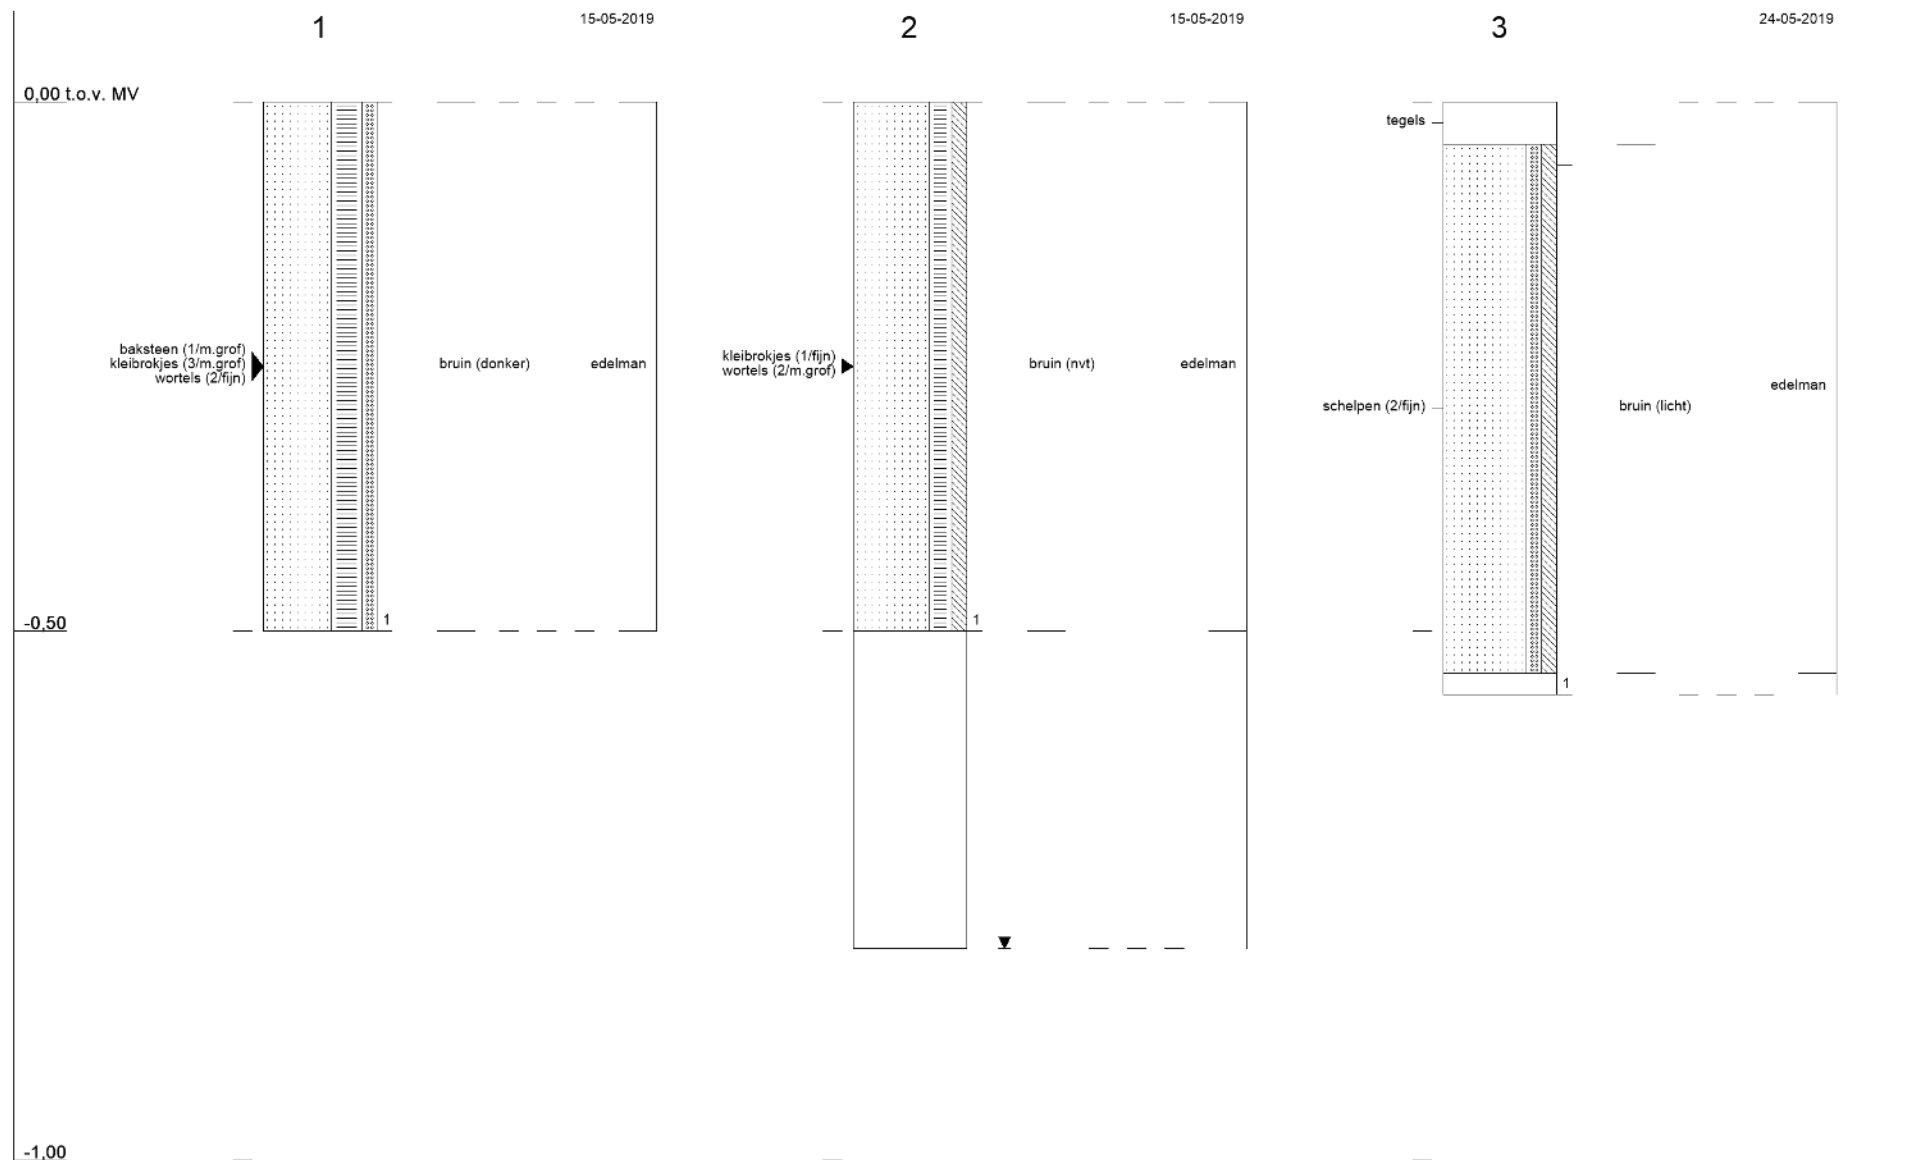 1
15-05-2019
2
15-05-2019
3
24-05-2019
0,00 t.o.v. MV
tegels
baksteen (1/m.grof)
kleibrokjes (3/m.grof)
wortels (2/fijn)
bruin (donker)
edelman
kleibrokjes (1/fijn)
wortels (2/m.grof)
bruin (nvt)
edelman
edelman
schelpen (2/fijn)
bruin (licht)
-0,50
1
1
1
-1,00